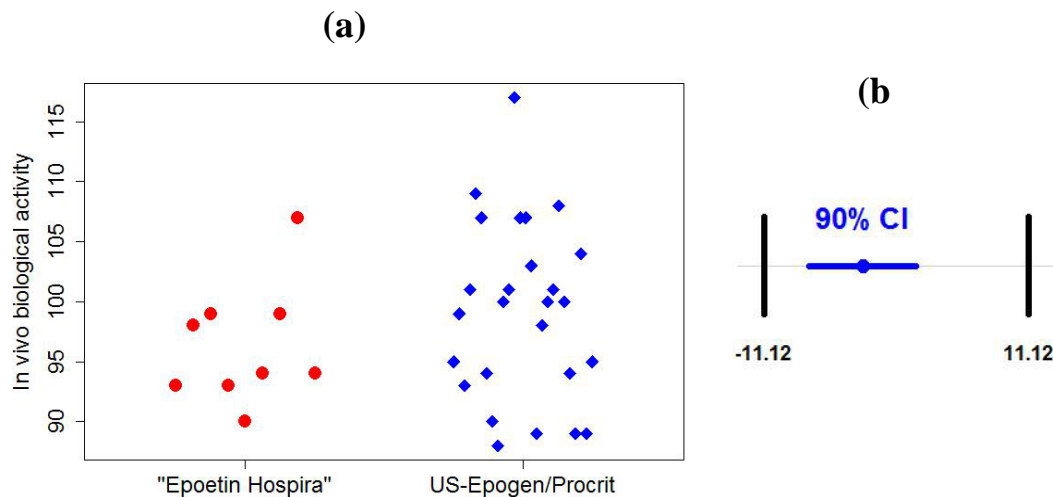 (a)
In vivo biological activity
115
110
105
100
95
90
"Epoetin Hospira"
US-Epogen/Procrit
(b
90% CI
-11.12
11.12